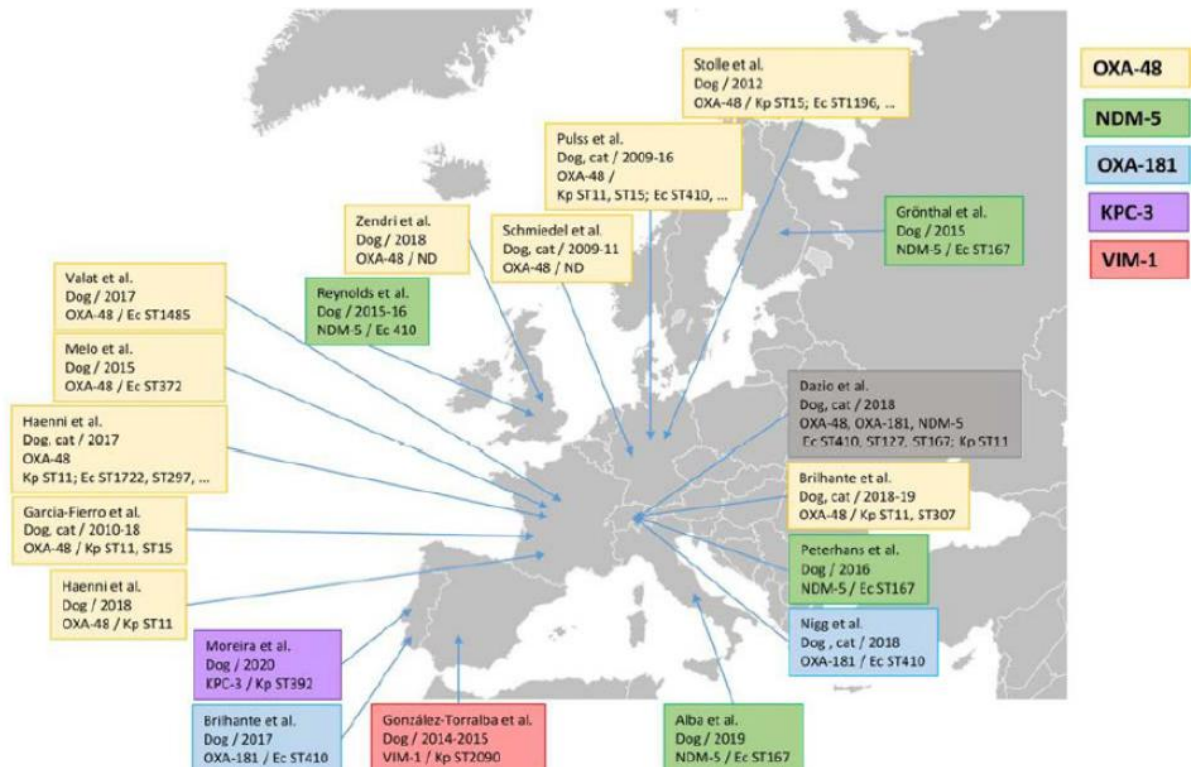 Stolle et al.
Dog / 2012
OXA-48 / Kp ST15; Ec ST1196, ...
Pulss et al.
Dog, cat / 2009-16
OXA-48 /
Kp ST11, ST15; Ec ST410, ...
Zendri et al.
Dog / 2018
OXA-48 / ND
Schmiedel et al.
Dog, cat / 2009-11
OXA-48 / ND
Grönthal et al.
Dog / 2015
NDM-5 / Ec ST167
OXA-48
NDM-5
OXA-181
KPC-3
VIM-1
Valat et al.
Dog / 2017
OXA-48 / Ec ST1485
Reynolds et al.
Dog / 2015-16
NDM-5 / Ec 410
Melo et al.
Dog / 2015
OXA-48 / Ec ST372
Haenni et al.
Dog, cat / 2017
OXA-48
Kp ST11; Ec ST1722, ST297, ...
Garcia-Fierro et al.
Dog, cat / 2010-18
OXA-48 / Kp ST11, ST15
Haenni et al.
Dog / 2018
OXA-48 / Kp ST11
Dazio et al.
Dog, cat / 2018
OXA-48, OXA-181, NDM-5
Ec ST410, ST127, ST167; Kp ST11
Brilhante et al.
Dog, cat / 2018-19
OXA-48 / Kp ST11, ST307
Peterhans et al.
Dog / 2016
NDM-5 / Ec ST167
Nigg et al.
Dog , cat / 2018
OXA-181 / Ec ST410
Moreira et al.
Dog / 2020
KPC-3 / Kp ST392
Brilhante et al.
Dog / 2017
OXA-181 / Ec ST410
González-Torralba et al.
Dog / 2014-2015
VIM-1 / Kp ST2090
Alba et al.
Dog / 2019
NDM-5 / Ec ST167